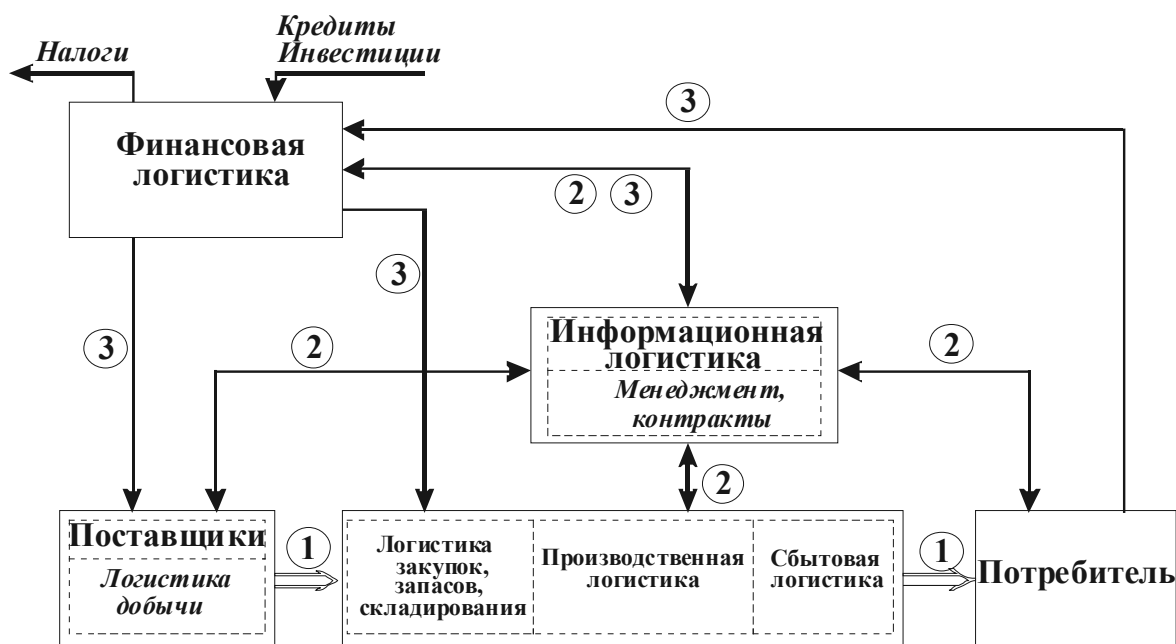 Кредиты
Инвестиции
Налоги
3
Финансовая
логистика
2 3
3
3
2
2
Информационная
логистика
Менеджмент,
контракты
2
Поставщики
Логистика
добычи
1
Логистика
закупок,
запасов,
складирования
Производственная
логистика
Сбытовая
логистика
1
Потребитель